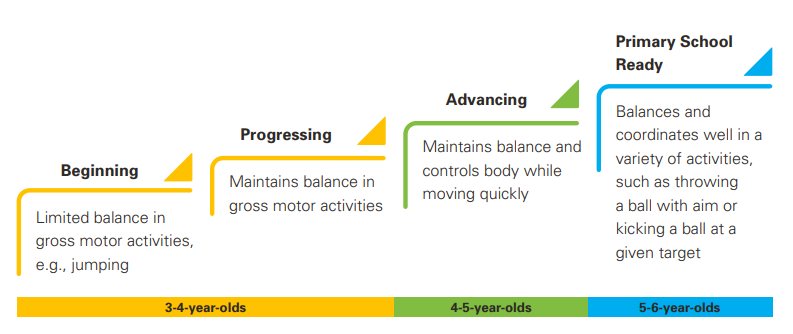 Beginning
Limited balance in
gross motor activities,
e.g., jumping
Progressing
Maintains balance in
gross motor activities
Advancing
Maintains balance and
controls body while
moving quickly
Primary School
Ready
Balances and
coordinates well in a
variety of activities,
such as throwing
a ball with aim or
kicking a ball at a
given target
3-4-year-olds
4-5-year-olds
5-6-year-olds